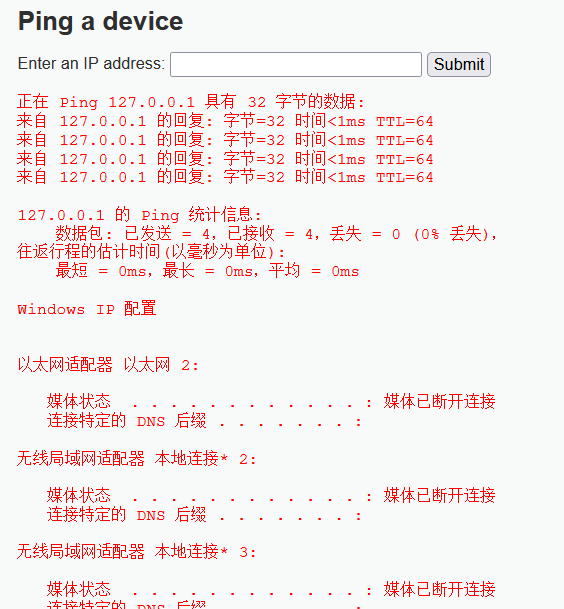 Ping a device
Enter an IP address: Submit
正在 Ping 127.0.0.1 具有 32 字节的数据:
来自 127.0.0.1 的回复: 字节=32 时间<1ms TTL=64
来自 127.0.0.1 的回复: 字节=32 时间<1ms TTL=64
来自 127.0.0.1 的回复: 字节=32 时间<1ms TTL=64
来自 127.0.0.1 的回复: 字节=32 时间<1ms TTL=64
127.0.0.1 的 Ping 统计信息:
数据包: 已发送 = 4，已接收 = 4，丢失 = 0 (0% 丢失)，
往返行程的估计时间(以毫秒为单位):
最短 = 0ms，最长 = 0ms，平均 = 0ms
Windows IP 配置
以太网适配器 以太网 2:
媒体状态 . . . . . . . . . . . . : 媒体已断开连接
连接特定的 DNS 后缀 . . . . . . . :
无线局域网适配器 本地连接* 2:
媒体状态 . . . . . . . . . . . . : 媒体已断开连接
连接特定的 DNS 后缀 . . . . . . . :
无线局域网适配器 本地连接* 3:
媒体状态 . . . . . . . . . . . . : 媒体已断开连接
连接特定的 DNS 后缀 . . . . . . . :